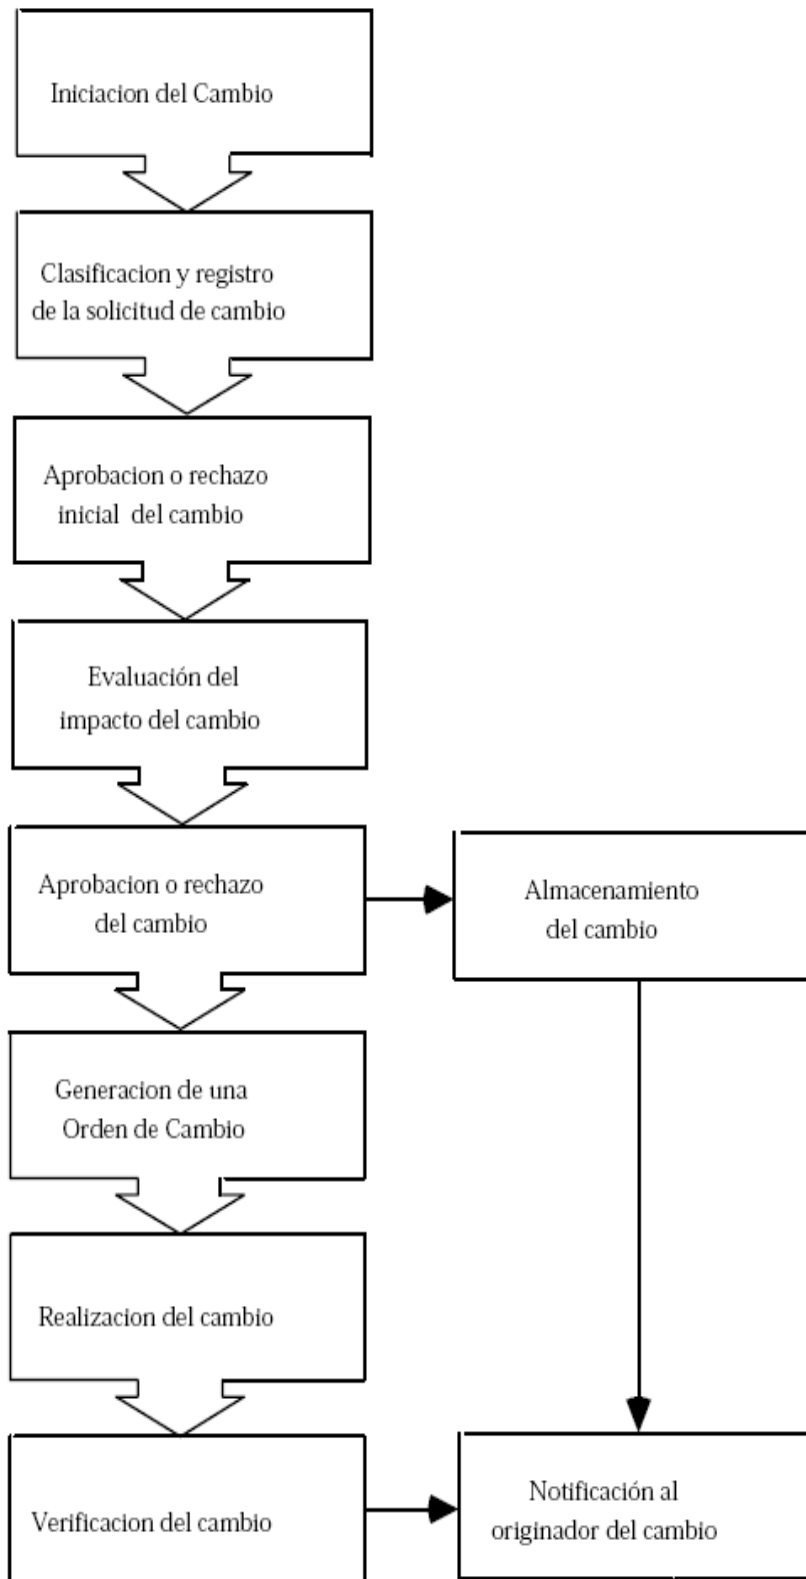 Iniciacion del Cambio
Clasificacion y registro
de la solicitud de cambio
Aprobacion o rechazo
inicial del cambio
Evaluación del
impacto del cambio
Aprobacion o rechazo
del cambio
Almacenamiento
del cambio
Generacion de una
Orden de Cambio
Realizacion del cambio
Verificacion del cambio
Notificación al
originador del cambio